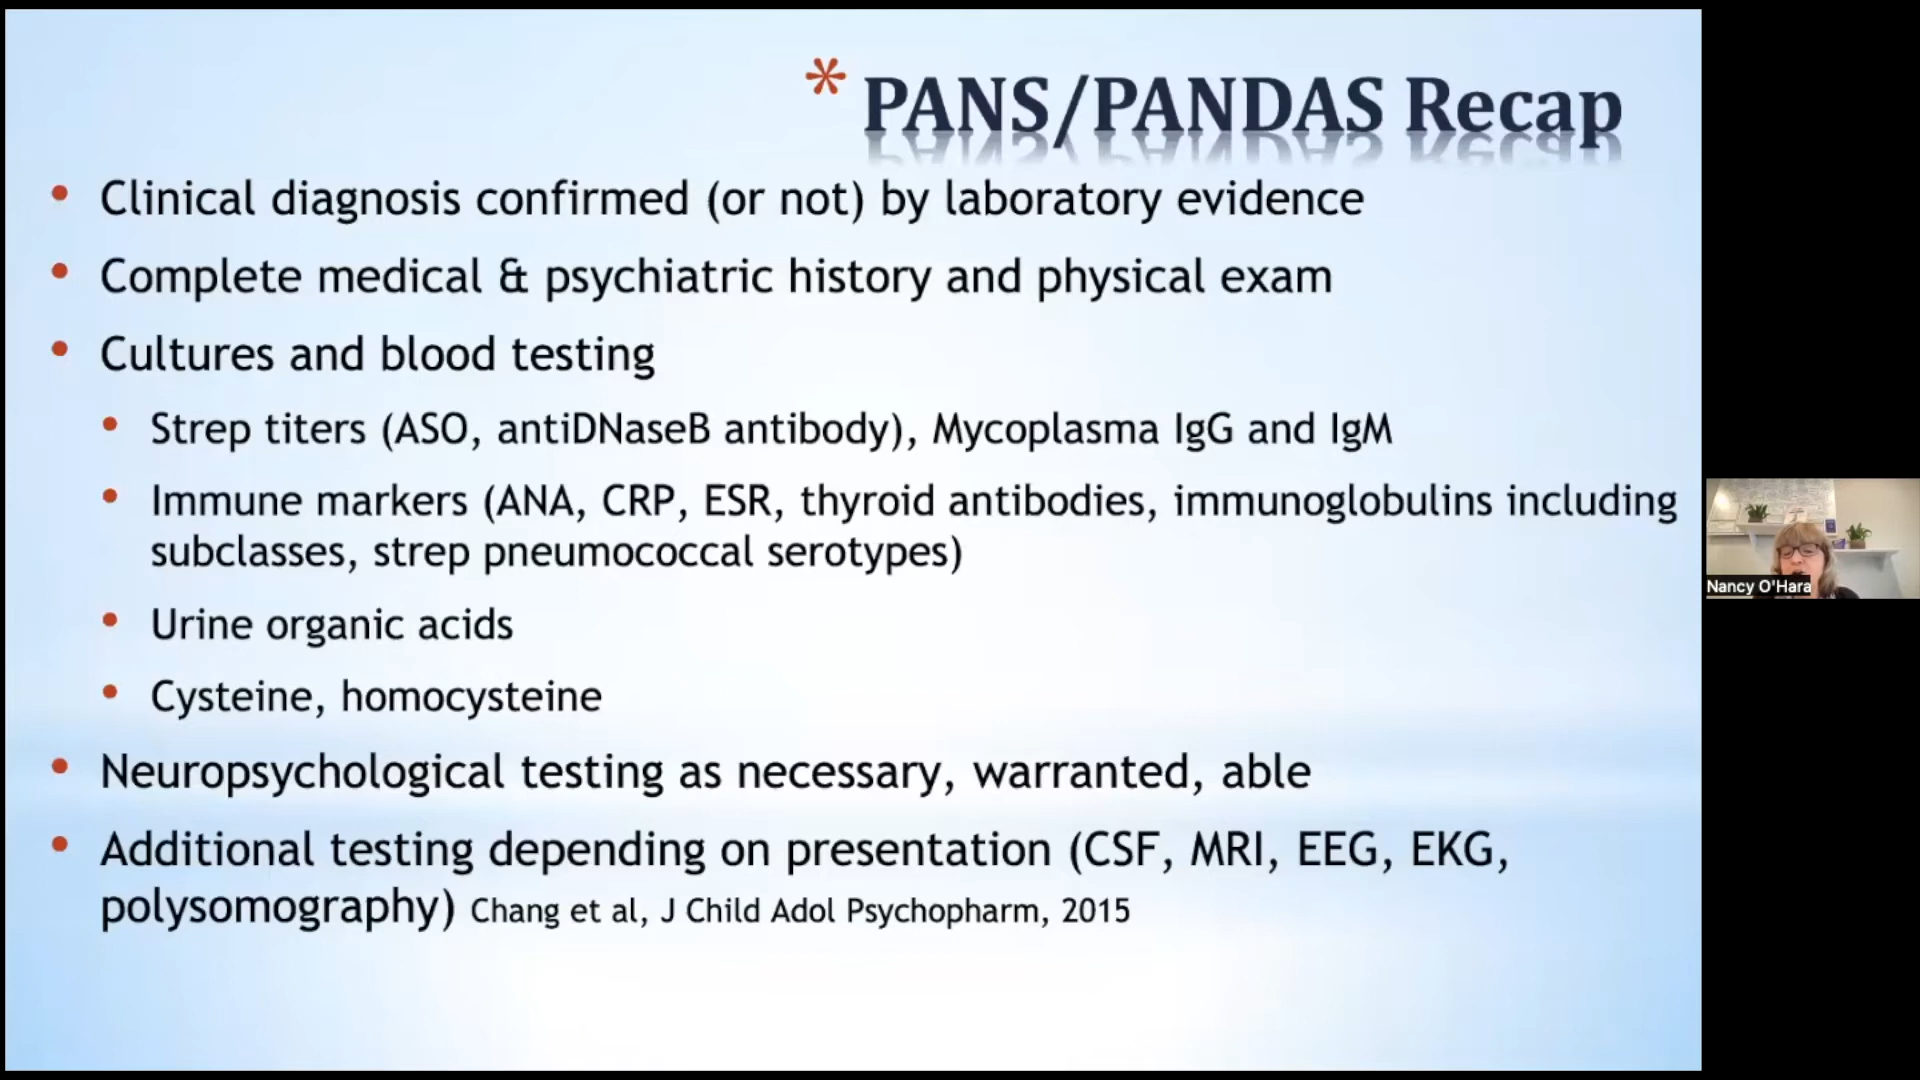 * PANS/PANDAS Recap
• Clinical diagnosis confirmed (or not) by laboratory evidence
• Complete medical & psychiatric history and physical exam
• Cultures and blood testing
• Strep titers (ASO, antiDNaseB antibody), Mycoplasma IgG and IgM
• Immune markers (ANA, CRP, ESR, thyroid antibodies, immunoglobulins including
subclasses, strep pneumococcal serotypes)
• Urine organic acids
• Cysteine, homocysteine
• Neuropsychological testing as necessary, warranted, able
• Additional testing depending on presentation (CSF, MRI, EEG, EKG,
polysomography) Chang et al, J Child Adol Psychopharm, 2015
Nancy O'Hara